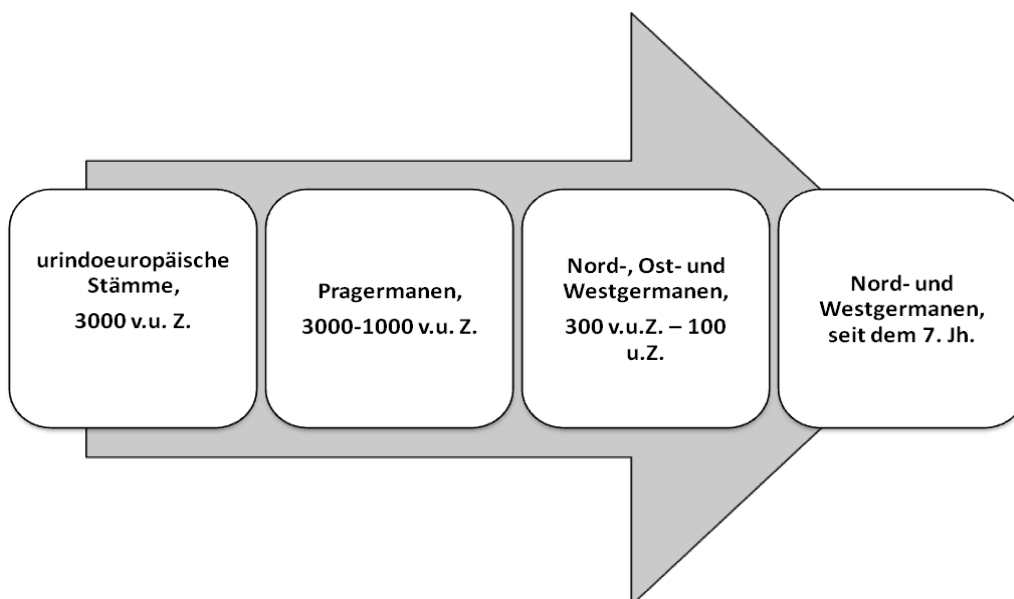 urindoeuropäische
Stämme,
3000 v.u. Z.
Pragermanen,
3000-1000 v.u. Z.
Nord-, Ost- und
Westgermanen,
300 v.u.Z. – 100
u.Z.
Nord- und
Westgermanen,
seit dem 7. Jh.